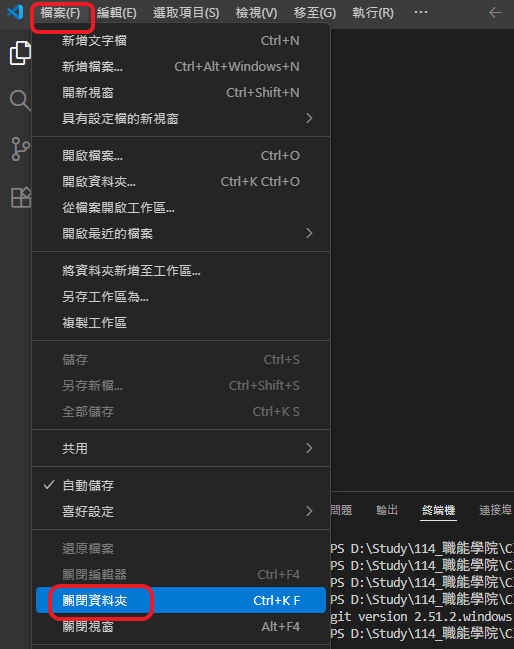 檔案(F) 編輯(E) 選取項目(S) 檢視(V) 移至(G) 執行(R) ···
新增文字檔 Ctrl+N
新增檔案... Ctrl+Alt+Windows+N
開新視窗 Ctrl+Shift+N
具有設定檔的新視窗
開啟檔案... Ctrl+O
開啟資料夾... Ctrl+K Ctrl+O
從檔案開啟工作區...
開啟最近的檔案
將資料夾新增至工作區...
另存工作區為...
複製工作區
儲存 Ctrl+S
另存新檔... Ctrl+Shift+S
全部儲存 Ctrl+K S
共用
自動儲存
喜好設定
還原檔案
關閉編輯器 Ctrl+F4
關閉資料夾 Ctrl+K F
關閉視窗 Alt+F4
問題 輸出 終端機 連接埠
PS D:\Study\114_職能學院\C
PS D:\Study\114_職能學院\C
PS D:\Study\114_職能學院\C
PS D:\Study\114_職能學院\C
git version 2.51.2.windows
PS D:\Study\114_職能學院\C